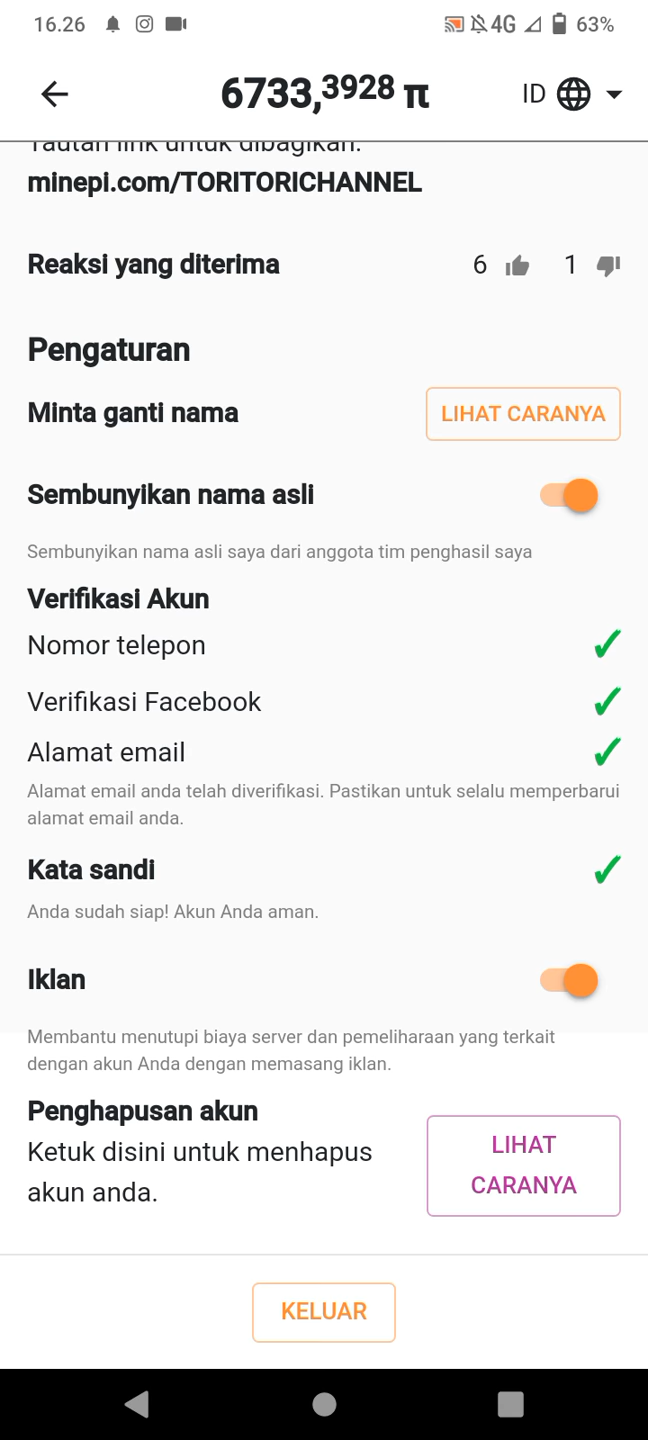 16.26 4G 63%
6733,3928 π ID
Tautan link untuk dibagikan:
minepi.com/TORITORICHANNEL
Reaksi yang diterima 6 1
Pengaturan
Minta ganti nama LIHAT CARANYA
Sembunyikan nama asli
Sembunyikan nama asli saya dari anggota tim penghasil saya
Verifikasi Akun
Nomor telepon
Verifikasi Facebook
Alamat email
Alamat email anda telah diverifikasi. Pastikan untuk selalu memperbarui
alamat email anda.
Kata sandi
Anda sudah siap! Akun Anda aman.
Iklan
Membantu menutupi biaya server dan pemeliharaan yang terkait
dengan akun Anda dengan memasang iklan.
Penghapusan akun
Ketuk disini untuk menhapus
akun anda.
LIHAT
CARANYA
KELUAR